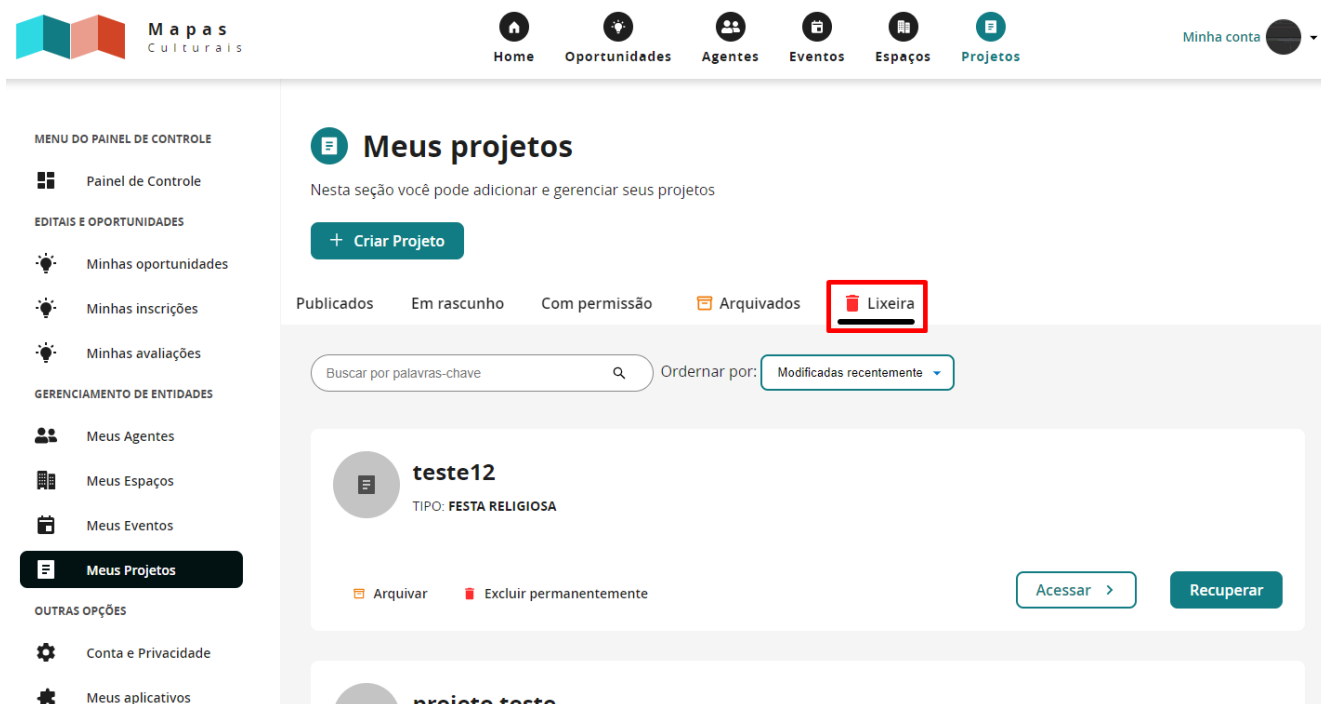 Mapas
Culturais
Home
Oportunidades
Agentes
Eventos
Espaços
Projetos
Minha conta
MENU DO PAINEL DE CONTROLE
Painel de Controle
EDITAIS E OPORTUNIDADES
Minhas oportunidades
Minhas inscrições
Minhas avaliações
GERENCIAMENTO DE ENTIDADES
Meus Agentes
Meus Espaços
Meus Eventos
Meus Projetos
OUTRAS OPÇÕES
Conta e Privacidade
Meus aplicativos
Meus projetos
Nesta seção você pode adicionar e gerenciar seus projetos
+ Criar Projeto
Publicados
Em rascunho
Com permissão
Arquivados
Lixeira
Buscar por palavras-chave
Ordernar por:
Modificadas recentemente
teste12
TIPO: FESTA RELIGIOSA
Arquivar
Excluir permanentemente
Acessar >
Recuperar
projeto teste